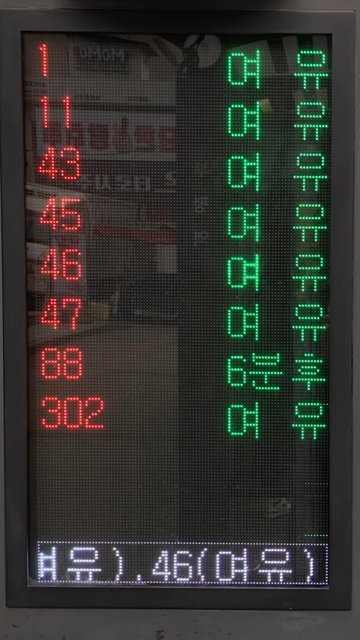 1 여 유
11 여 유
43 여 유
45 여 유
46 여 유
47 여 유
88 6분 후
302 여 유
여유).46(여유)